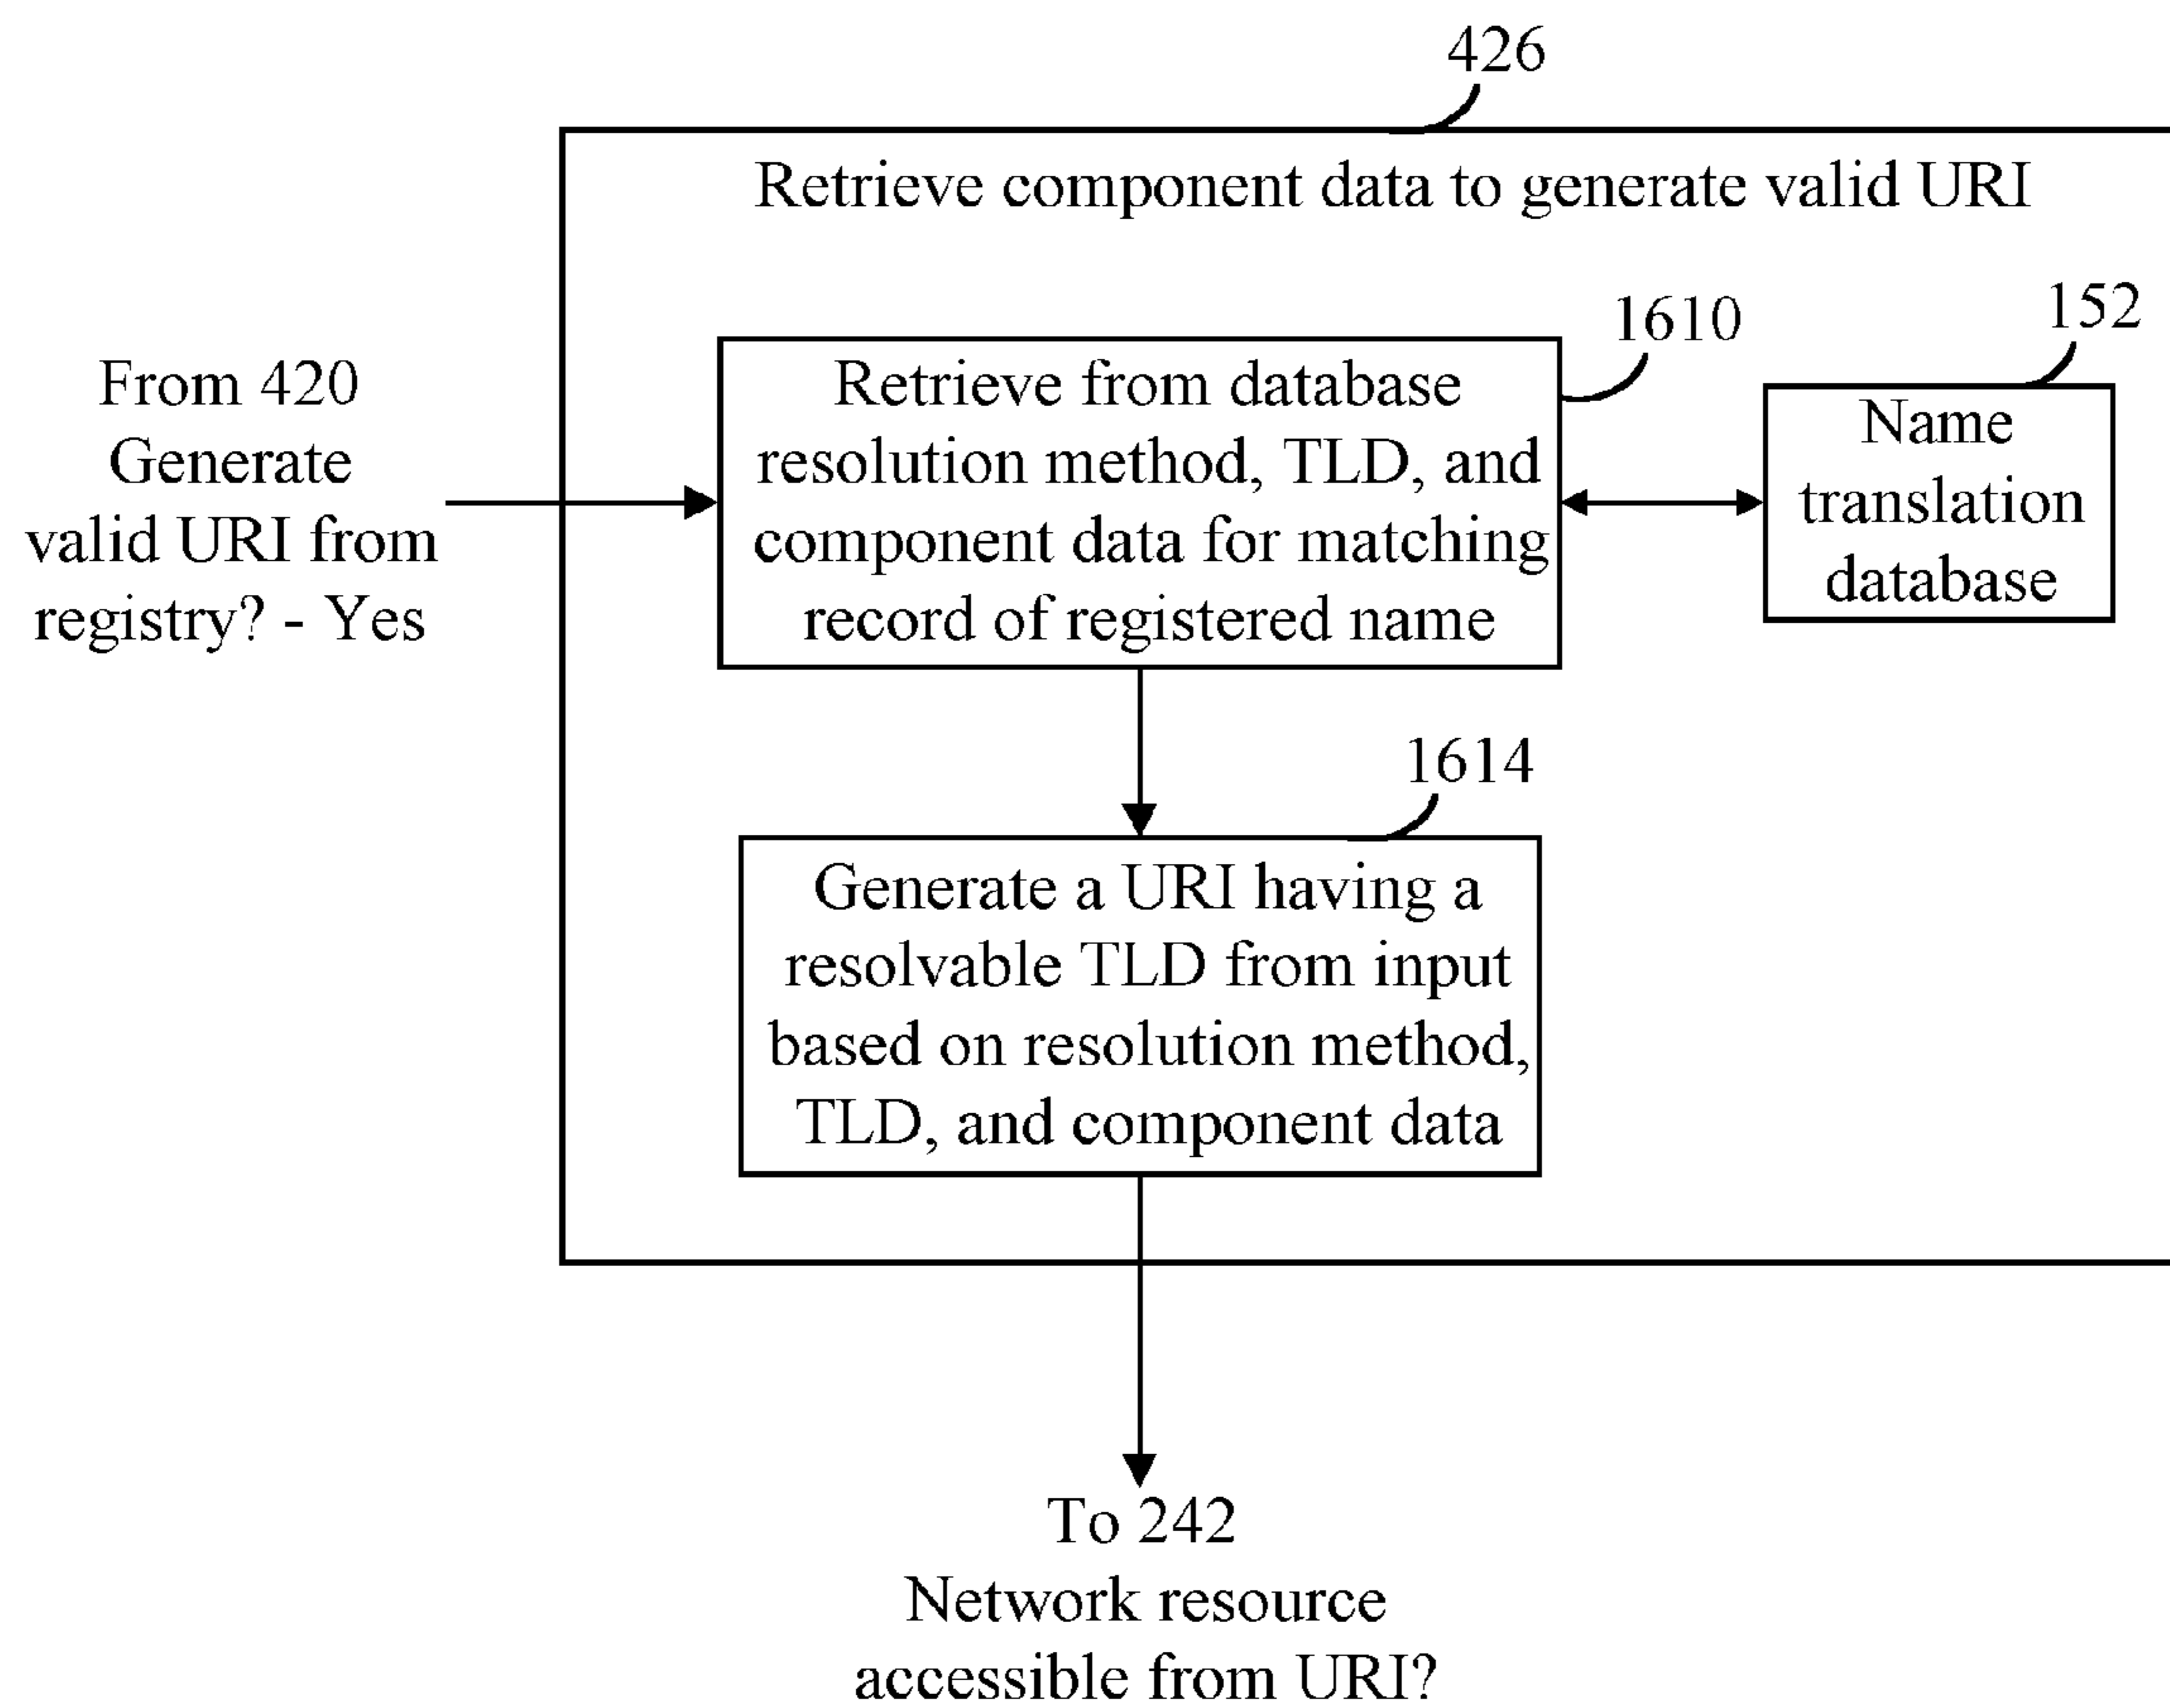 426
Retrieve component data to generate valid URI
1610
152
From 420
Generate
valid URI from
registry? - Yes
Retrieve from database
resolution method, TLD, and
component data for matching
record of registered name
Name
translation
database
1614
Generate a URI having a
resolvable TLD from input
based on resolution method,
TLD, and component data
To 242
Network resource
accessible from URI?